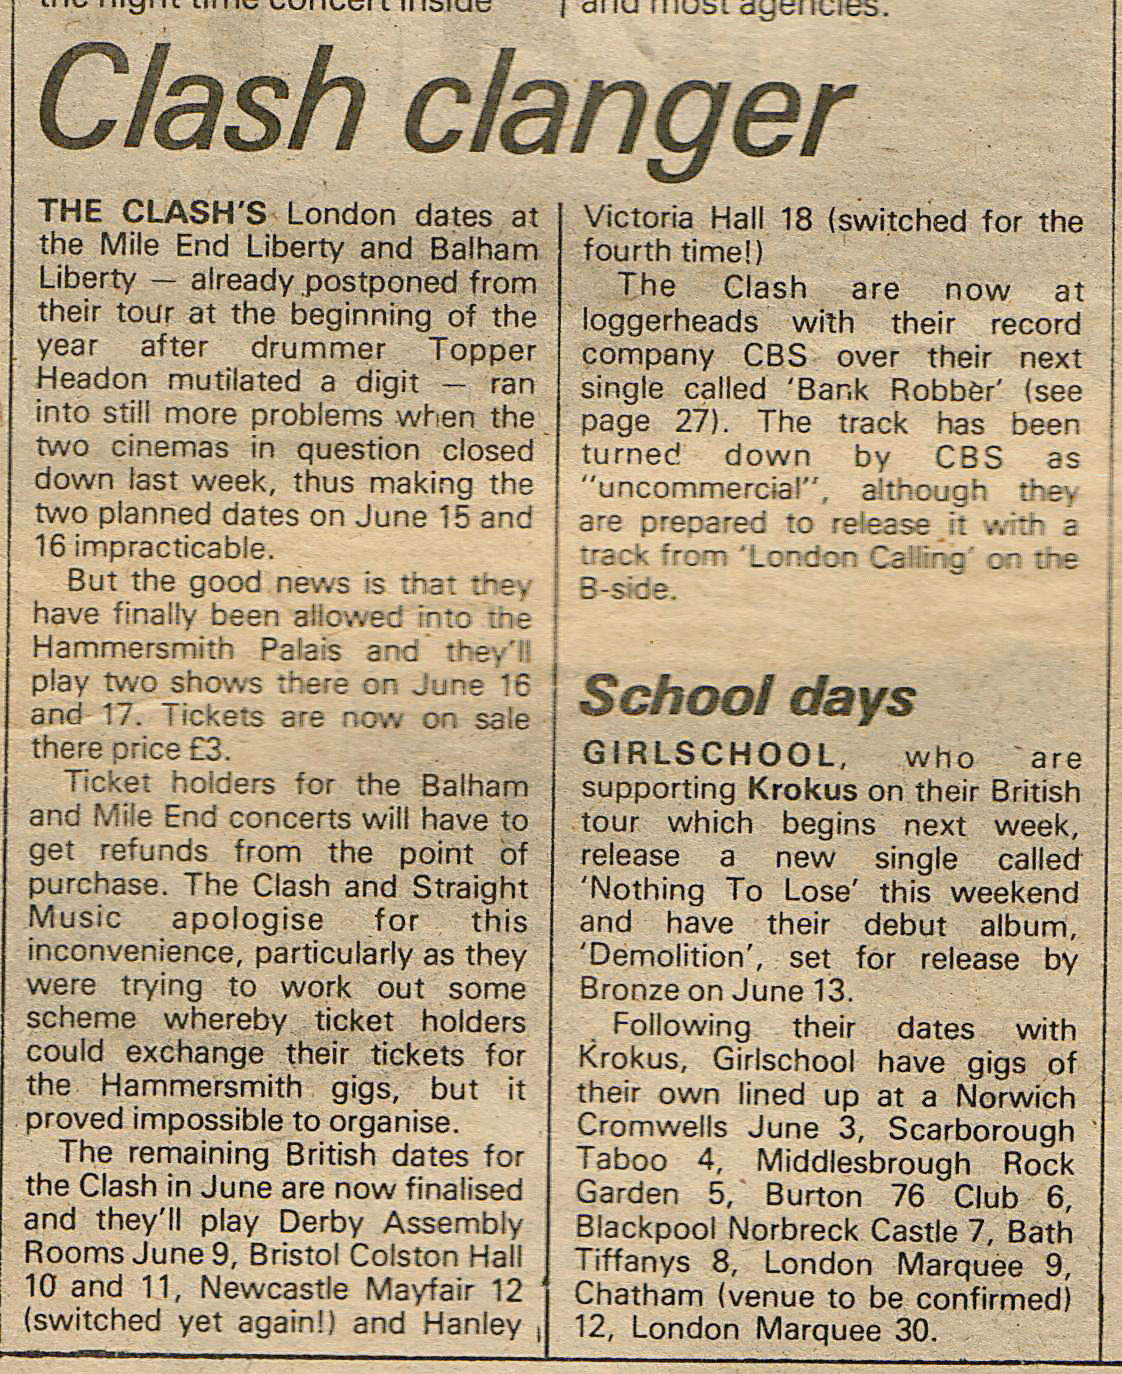 the night time concert inside
and most agencies.
Clash clanger
THE CLASH'S London dates at
the Mile End Liberty and Balham
Liberty — already postponed from
their tour at the beginning of the
year after drummer Topper
Headon mutilated a digit — ran
into still more problems when the
two cinemas in question closed
down last week, thus making the
two planned dates on June 15 and
16 impracticable.
But the good news is that they
have finally been allowed into the
Hammersmith Palais and they'll
play two shows there on June 16
and 17. Tickets are now on sale
there price £3.
Ticket holders for the Balham
and Mile End concerts will have to
get refunds from the point of
purchase. The Clash and Straight
Music apologise for this
inconvenience, particularly as they
were trying to work out some
scheme whereby ticket holders
could exchange their tickets for
the Hammersmith gigs, but it
proved impossible to organise.
The remaining British dates for
the Clash in June are now finalised
and they'll play Derby Assembly
Rooms June 9, Bristol Colston Hall
10 and 11, Newcastle Mayfair 12
(switched yet again!) and Hanley
Victoria Hall 18 (switched for the
fourth time!)
The Clash are now at
loggerheads with their record
company CBS over their next
single called 'Bank Robber' (see
page 27). The track has been
turned down by CBS as
"uncommercial", although they
are prepared to release it with a
track from 'London Calling' on the
B-side.
School days
GIRLSCHOOL, who are
supporting Krokus on their British
tour which begins next week,
release a new single called
'Nothing To Lose' this weekend
and have their debut album,
'Demolition', set for release by
Bronze on June 13.
Following their dates with
Krokus, Girlschool have gigs of
their own lined up at a Norwich
Cromwells June 3, Scarborough
Taboo 4, Middlesbrough Rock
Garden 5, Burton 76 Club 6,
Blackpool Norbreck Castle 7, Bath
Tiffanys 8, London Marquee 9,
Chatham (venue to be confirmed)
12, London Marquee 30.